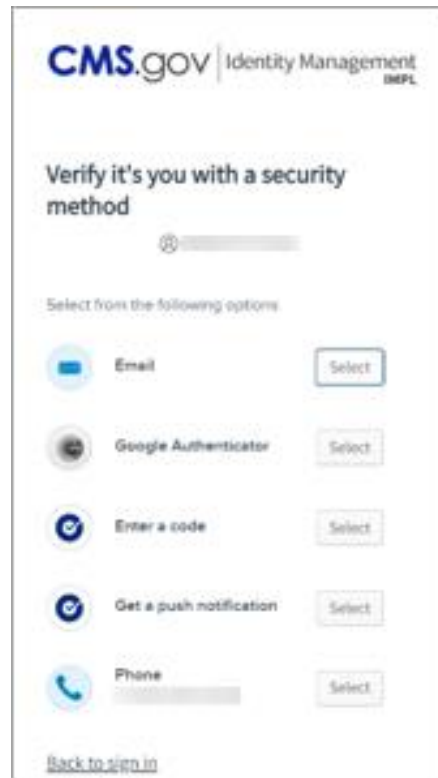 CMS.gov Identity Management
IMPL
Verify it's you with a security
method
Select from the following options
Email Select
Google Authenticator Select
Enter a code Select
Get a push notification Select
Phone Select
Back to sign in